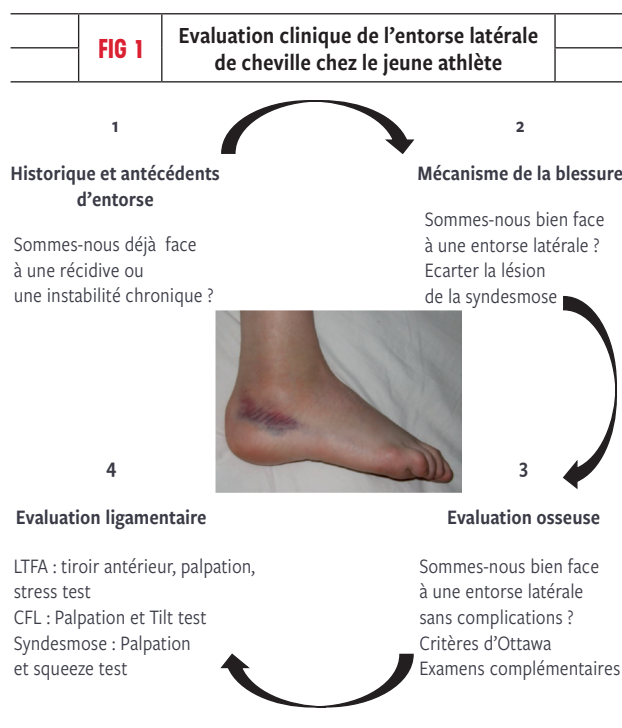 FIG 1
Evaluation clinique de l'entorse latérale
de cheville chez le jeune athlète
1
Historique et antécédents
d'entorse
Sommes-nous déjà face
à une récidive ou
une instabilité chronique ?
2
Mécanisme de la blessure
Sommes-nous bien face
à une entorse latérale ?
Ecarter la lésion
de la syndesmose
3
Evaluation osseuse
Sommes-nous bien face
à une entorse latérale
sans complications ?
Critères d'Ottawa
Examens complémentaires
4
Evaluation ligamentaire
LTFA : tiroir antérieur, palpation,
stress test
CFL : Palpation et Tilt test
Syndesmose : Palpation
et squeeze test